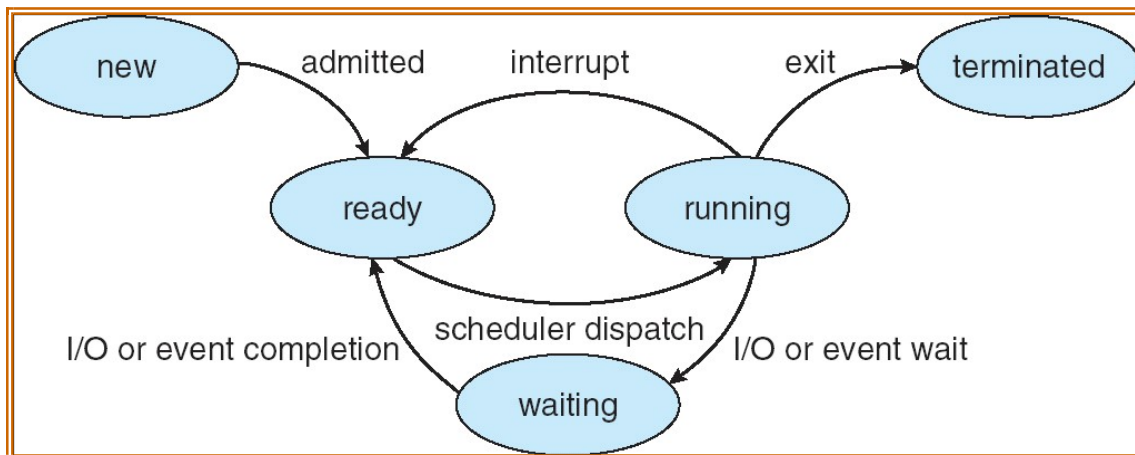 new
admitted
interrupt
exit
terminated
ready
running
I/O or event completion
scheduler dispatch
I/O or event wait
waiting